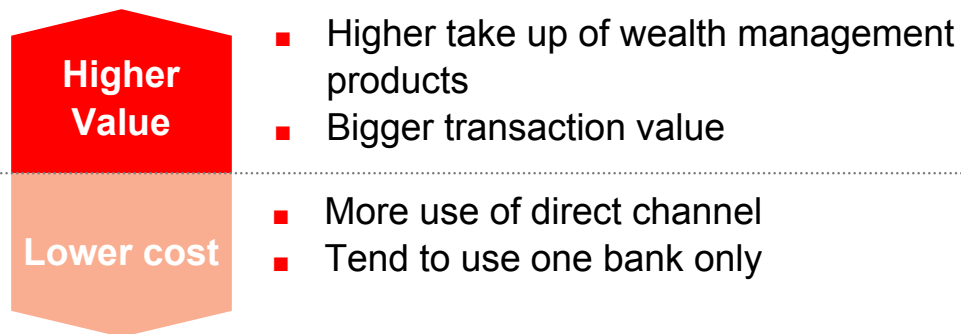 Higher
Value
■ Higher take up of wealth management
products
■ Bigger transaction value
Lower cost
■ More use of direct channel
■ Tend to use one bank only